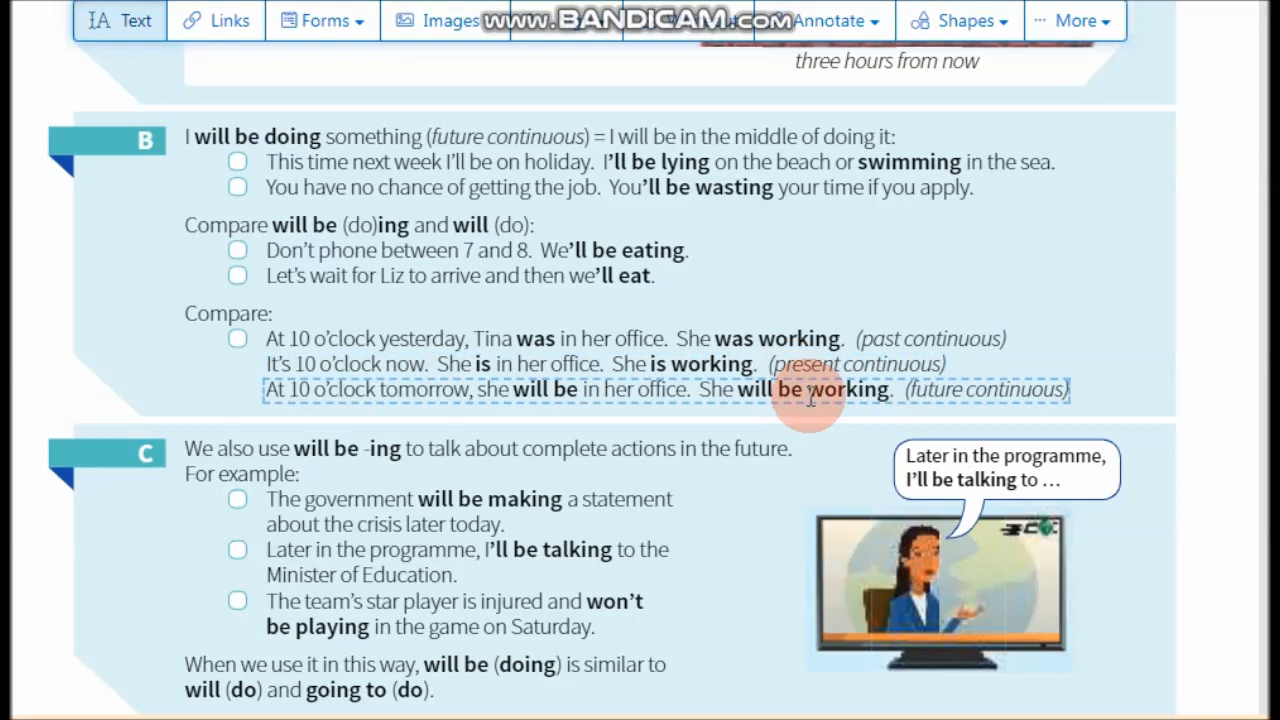 Text Links Forms Images Annotate Shapes More
www.BANDICAM.com
three hours from now
B I will be doing something (future continuous) = I will be in the middle of doing it:
This time next week I'll be on holiday. I'll be lying on the beach or swimming in the sea.
You have no chance of getting the job. You'll be wasting your time if you apply.
Compare will be (do)ing and will (do):
Don't phone between 7 and 8. We'll be eating.
Let's wait for Liz to arrive and then we'll eat.
Compare:
At 10 o'clock yesterday, Tina was in her office. She was working. (past continuous)
It's 10 o'clock now. She is in her office. She is working. (present continuous)
At 10 o'clock tomorrow, she will be in her office. She will be working. (future continuous)
C We also use will be -ing to talk about complete actions in the future.
For example:
The government will be making a statement
about the crisis later today.
Later in the programme, I'll be talking to the
Minister of Education.
The team's star player is injured and won't
be playing in the game on Saturday.
When we use it in this way, will be (doing) is similar to
will (do) and going to (do).
Later in the programme,
I'll be talking to ...